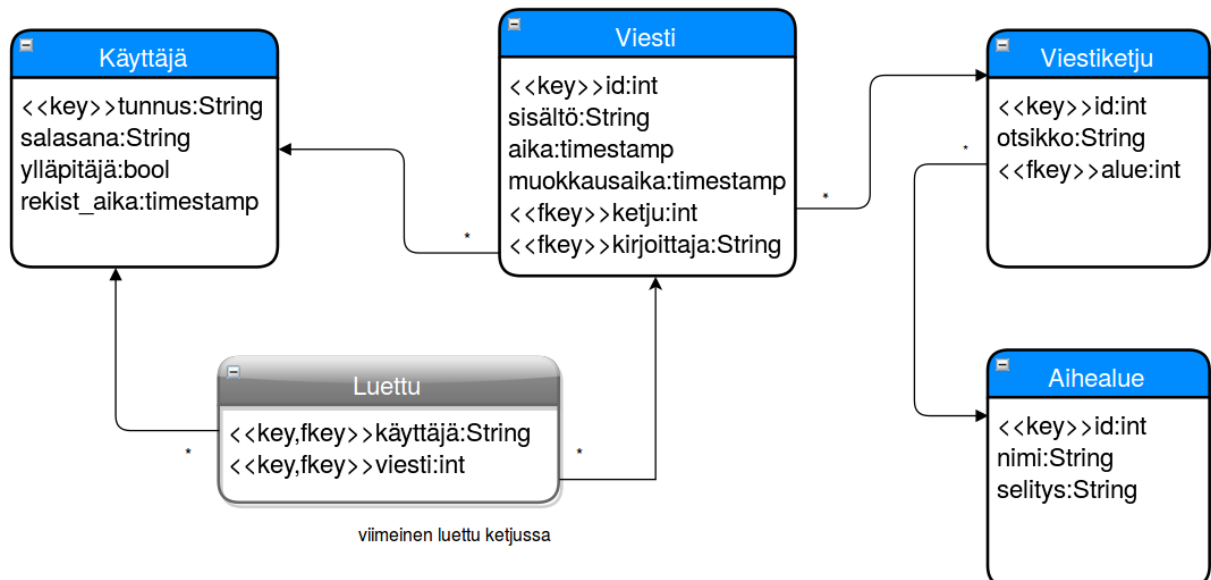 Käyttäjä
<<key>>tunnus:String
salasana:String
ylläpitäjä:bool
rekist_aika:timestamp
Viesti
<<key>>id:int
sisältö:String
aika:timestamp
muokkausaika:timestamp
<<fkey>>ketju:int
<<fkey>>kirjoittaja:String
Viestiketju
<<key>>id:int
otsikko:String
<<fkey>>alue:int
*
*
*
Luettu
<<key,fkey>>käyttäjä:String
<<key,fkey>>viesti:int
*
*
viimeinen luettu ketjussa
Aihealue
<<key>>id:int
nimi:String
selitys:String